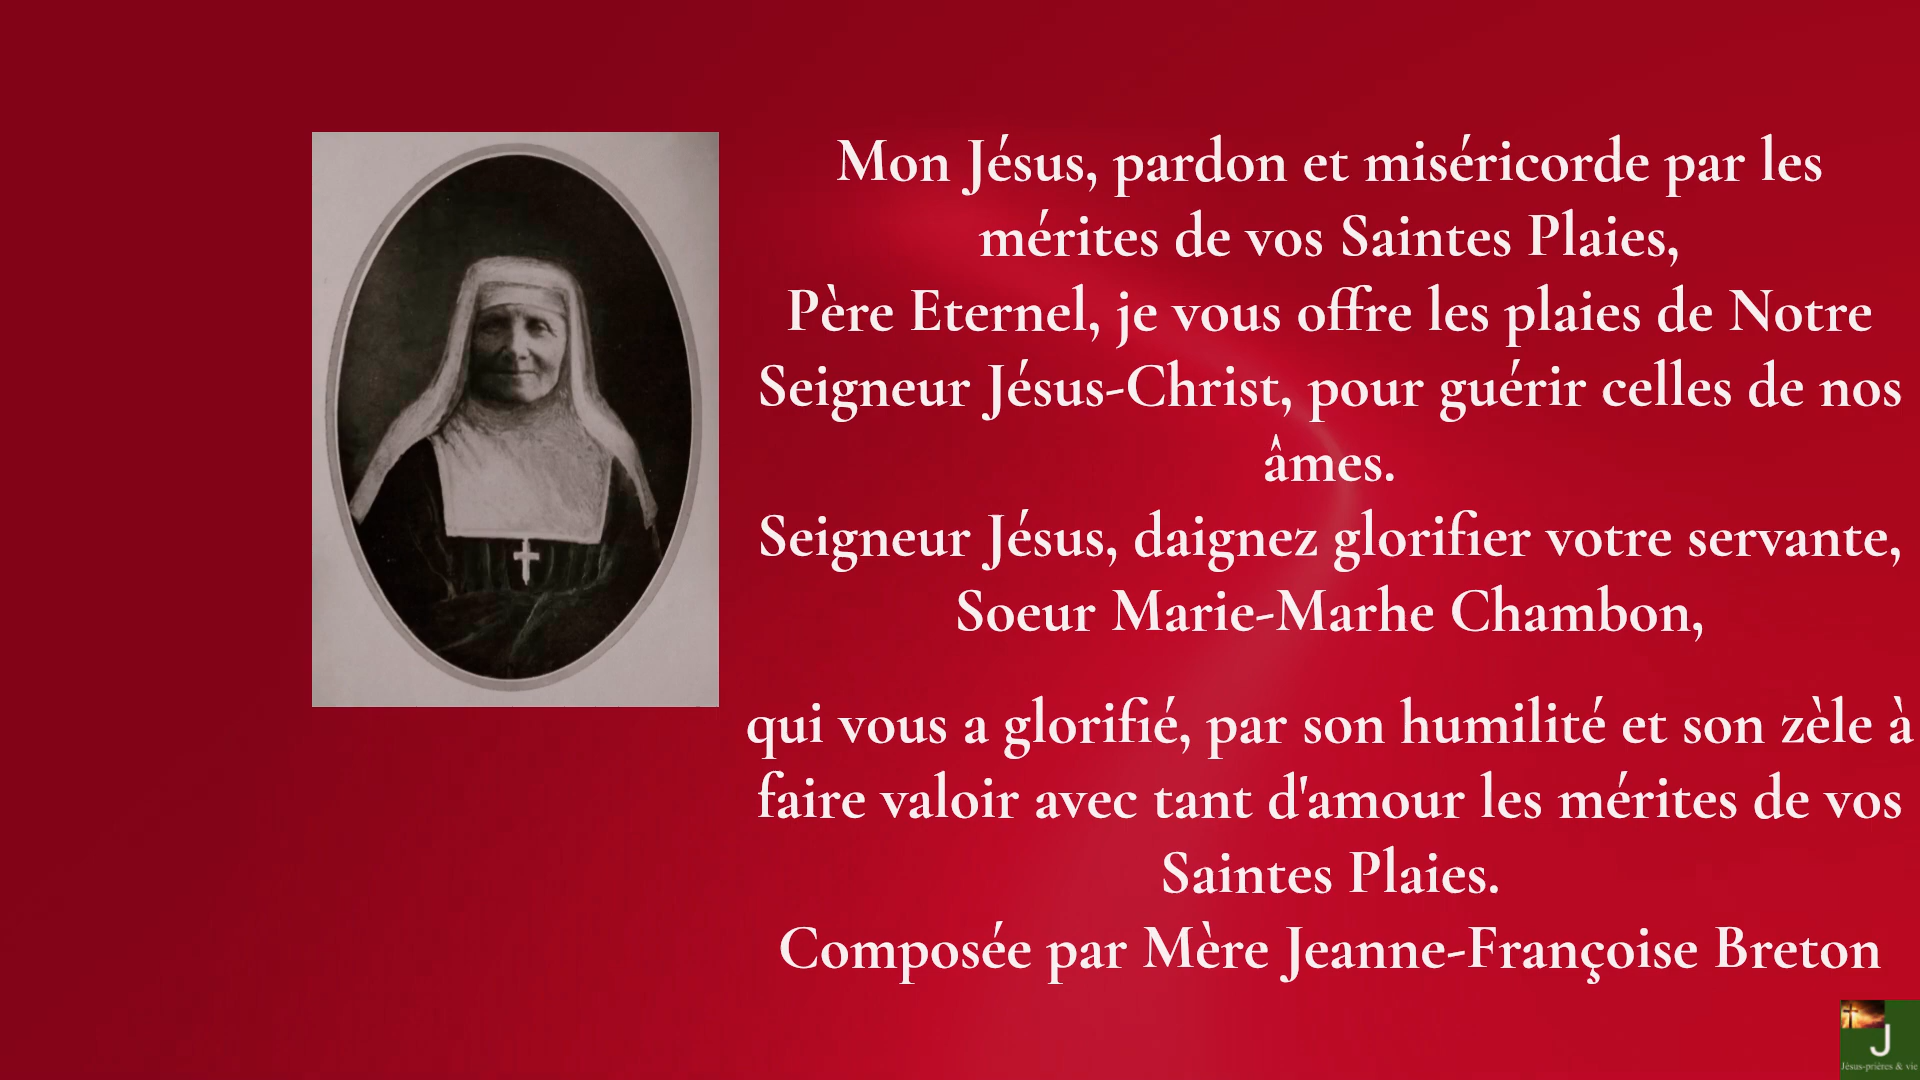 Mon Jésus, pardon et miséricorde par les
mérites de vos Saintes Plaies,
Père Eternel, je vous offre les plaies de Notre
Seigneur Jésus-Christ, pour guérir celles de nos
âmes.
Seigneur Jésus, daignez glorifier votre servante,
Soeur Marie-Marhe Chambon,
qui vous a glorifié, par son humilité et son zèle à
faire valoir avec tant d'amour les mérites de vos
Saintes Plaies.
Composée par Mère Jeanne-Françoise Breton
J
Jésus-prières & vie